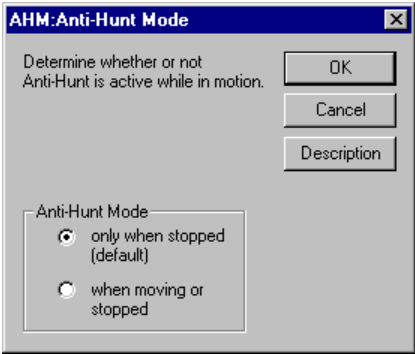 AHM:Anti-Hunt Mode
Determine whether or not
Anti-Hunt is active while in motion.
OK
Cancel
Description
Anti-Hunt Mode
only when stopped
(default)
when moving or
stopped